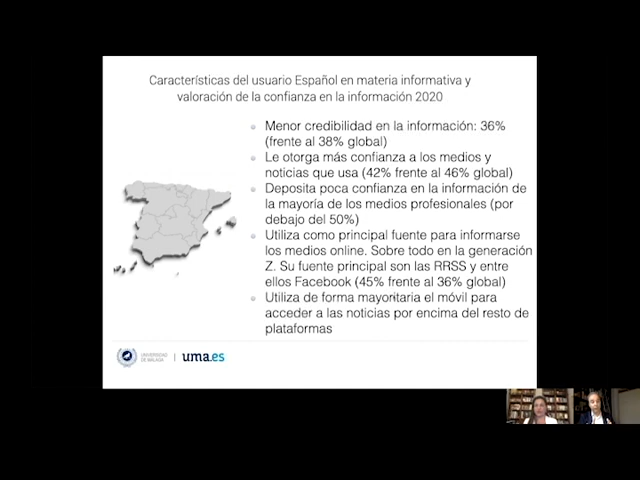 Características del usuario Español en materia informativa y
valoración de la confianza en la información 2020
Menor credibilidad en la información: 36%
(frente al 38% global)
Le otorga más confianza a los medios y
noticias que usa (42% frente al 46% global)
Deposita poca confianza en la información de
la mayoría de los medios profesionales (por
debajo del 50%)
Utiliza como principal fuente para informarse
los medios online. Sobre todo en la generación
Z. Su fuente principal son las RRSS y entre
ellos Facebook (45% frente al 36% global)
Utiliza de forma mayoritaria el móvil para
acceder a las noticias por encima del resto de
plataformas
UNIVERSIDAD
DE MÁLAGA
uma.es